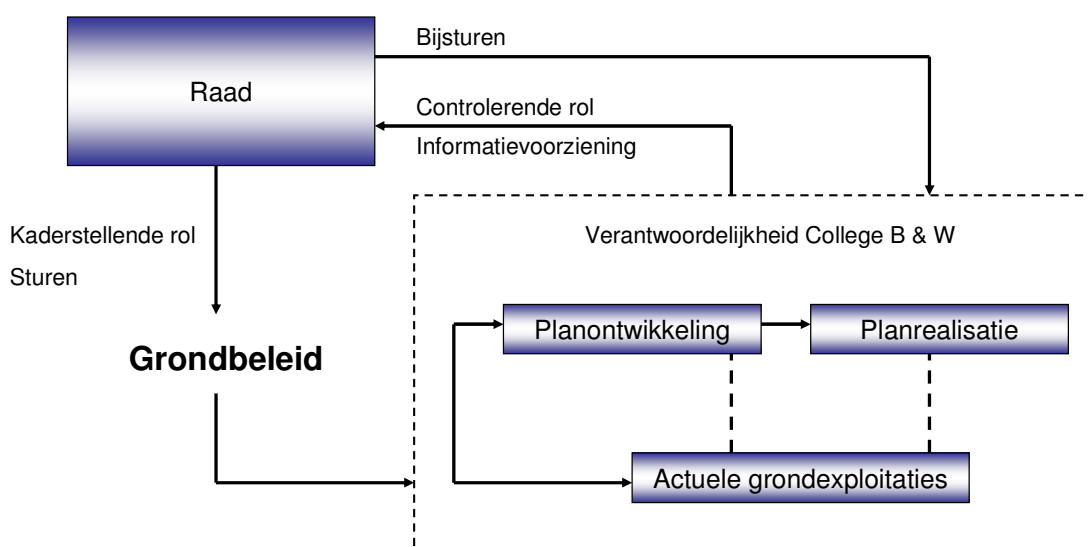 Bijsturen
Raad
Controlerende rol
Informatievoorziening
Kaderstellende rol
Sturen
Verantwoordelijkheid College B & W
Planontwikkeling
Planrealisatie
Grondbeleid
Actuele grondexploitaties